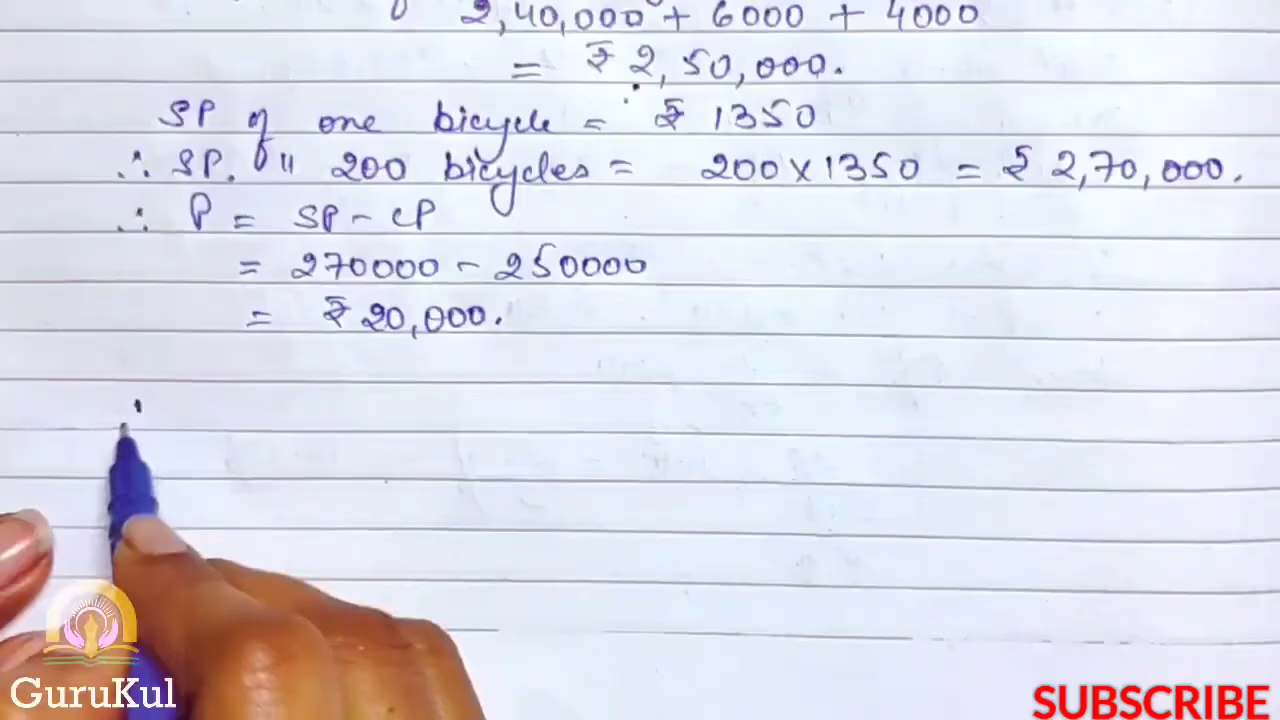 2,40,000 + 6000 + 4000
= ₹ 2,50,000.
SP of one bicycle = ₹ 1350
∴ SP. " 200 bicycles = 200 x 1350 = ₹ 2,70,000.
∴ P = SP - CP
= 270000 - 250000
= ₹ 20,000.
GuruKul
SUBSCRIBE